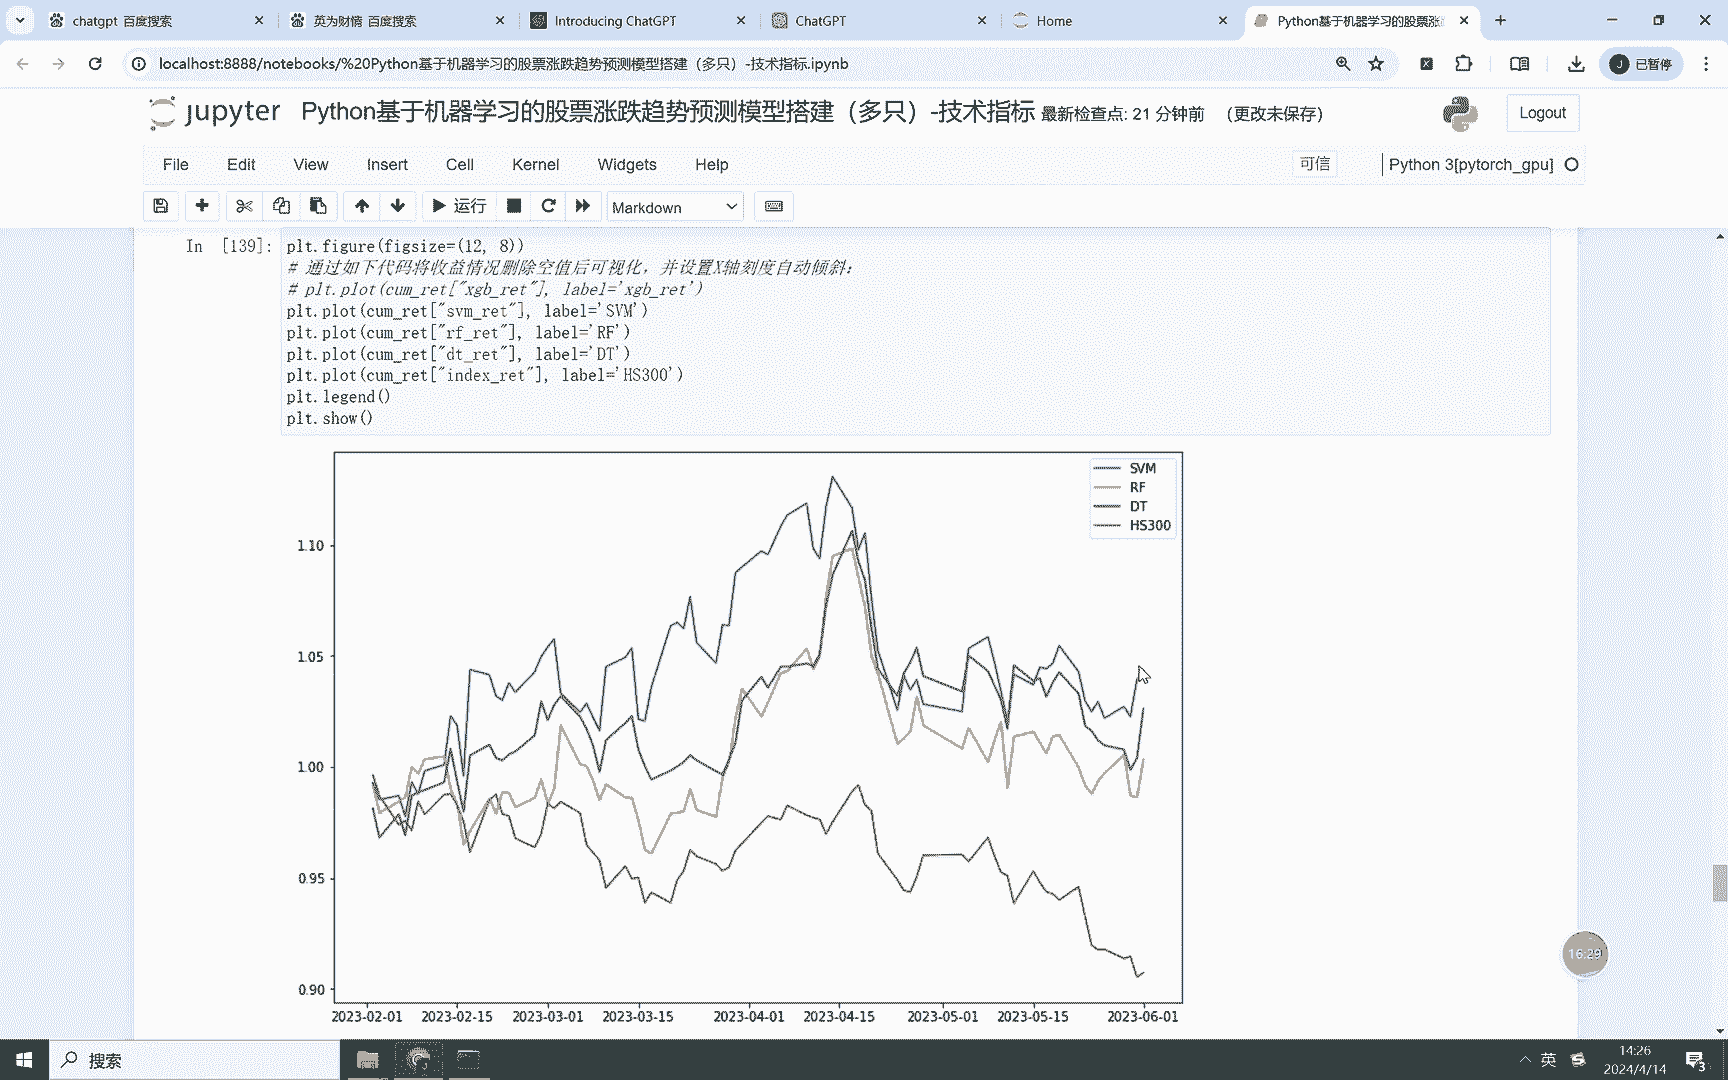 chatgpt 百度搜索
英为财情 百度搜索
Introducing ChatGPT
ChatGPT
Home
Python基于机器学习的股票涨
localhost:8888/notebooks/%20Python基于机器学习的股票涨跌趋势预测模型搭建（多只）-技术指标.ipynb
J 已暂停
jupyter Python基于机器学习的股票涨跌趋势预测模型搭建（多只）-技术指标 最新检查点: 21 分钟前 （更改未保存）
Logout
File Edit View Insert Cell Kernel Widgets Help
可信
Python 3[pytorch_gpu]
运行
Markdown
In [139]:
plt.figure(figsize=(12, 8))
# 通过如下代码将收益情况删除空值后可视化，并设置X轴刻度自动倾斜：
# plt.plot(cum_ret["xgb_ret"], label='xgb_ret')
plt.plot(cum_ret["svm_ret"], label='SVM')
plt.plot(cum_ret["rf_ret"], label='RF')
plt.plot(cum_ret["dt_ret"], label='DT')
plt.plot(cum_ret["index_ret"], label='HS300')
plt.legend()
plt.show()
SVM
RF
DT
HS300
1.10
1.05
1.00
0.95
0.90
2023-02-01 2023-02-15 2023-03-01 2023-03-15 2023-04-01 2023-04-15 2023-05-01 2023-05-15 2023-06-01
16:29
搜索
英
14:26
2024/4/14
3